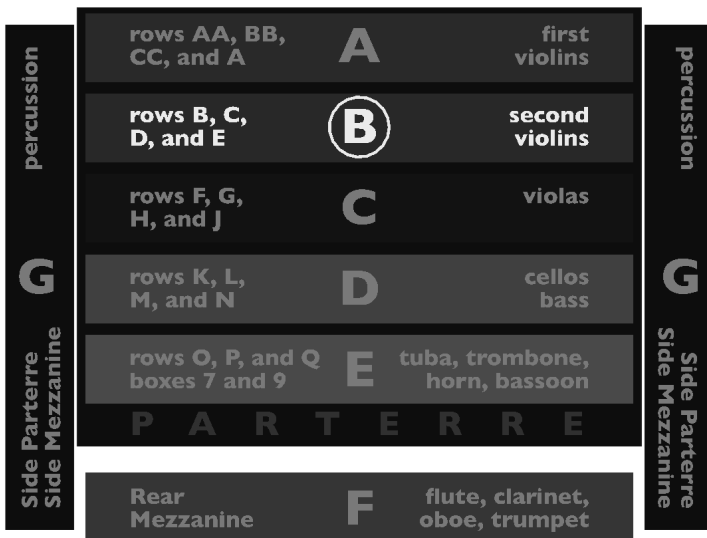 rows AA, BB,
CC, and A
A
first
violins
rows B, C,
D, and E
B
second
violins
rows F, G,
H, and J
C
violas
rows K, L,
M, and N
D
cellos
bass
rows O, P, and Q
boxes 7 and 9
E
tuba, trombone,
horn, bassoon
PARTERRE
Rear
Mezzanine
F
flute, clarinet,
oboe, trumpet
percussion
G
Side Parterre
Side Mezzanine
percussion
G
Side Parterre
Side Mezzanine